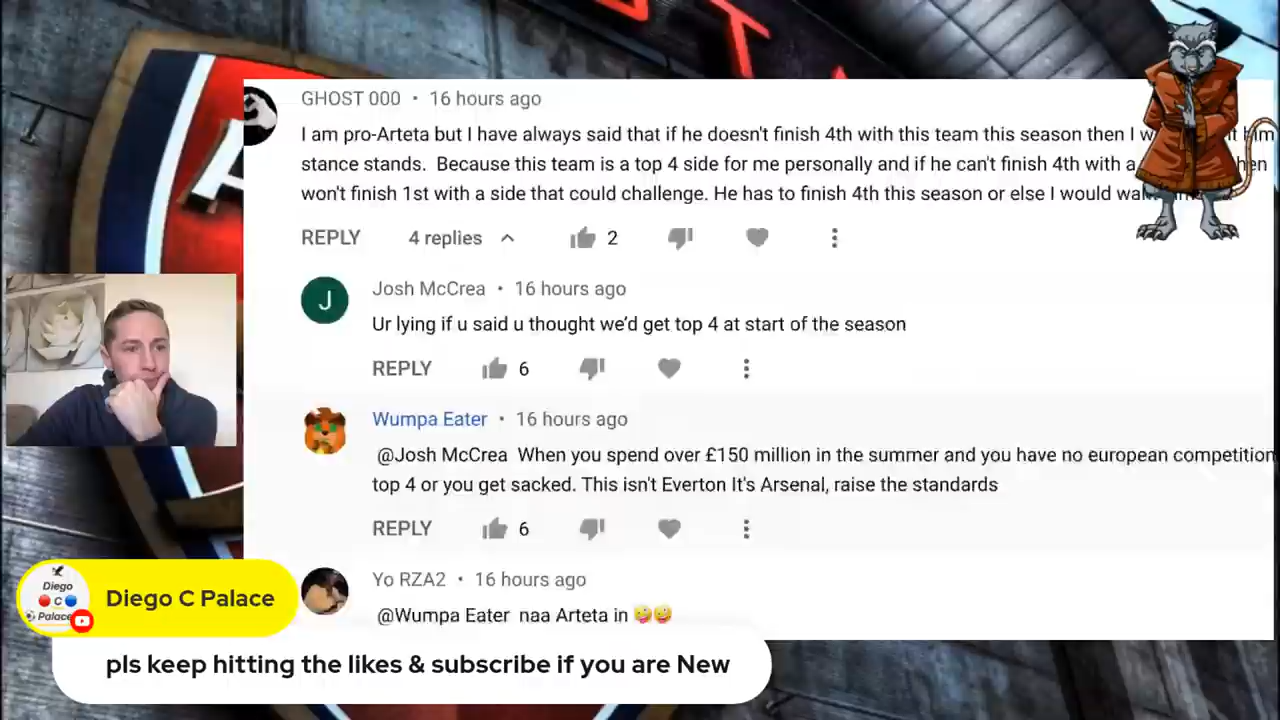 GHOST 000 • 16 hours ago
I am pro-Arteta but I have always said that if he doesn't finish 4th with this team this season then I
stance stands. Because this team is a top 4 side for me personally and if he can't finish 4th with a
won't finish 1st with a side that could challenge. He has to finish 4th this season or else I would
REPLY 4 replies 2
J
Josh McCrea • 16 hours ago
Ur lying if u said u thought we'd get top 4 at start of the season
REPLY 6
Wumpa Eater • 16 hours ago
@Josh McCrea When you spend over £150 million in the summer and you have no european competition
top 4 or you get sacked. This isn't Everton It's Arsenal, raise the standards
REPLY 6
Yo RZA2 • 16 hours ago
@Wumpa Eater naa Arteta in 🤪🤪
Diego
C
Palace
Diego C Palace
pls keep hitting the likes & subscribe if you are New